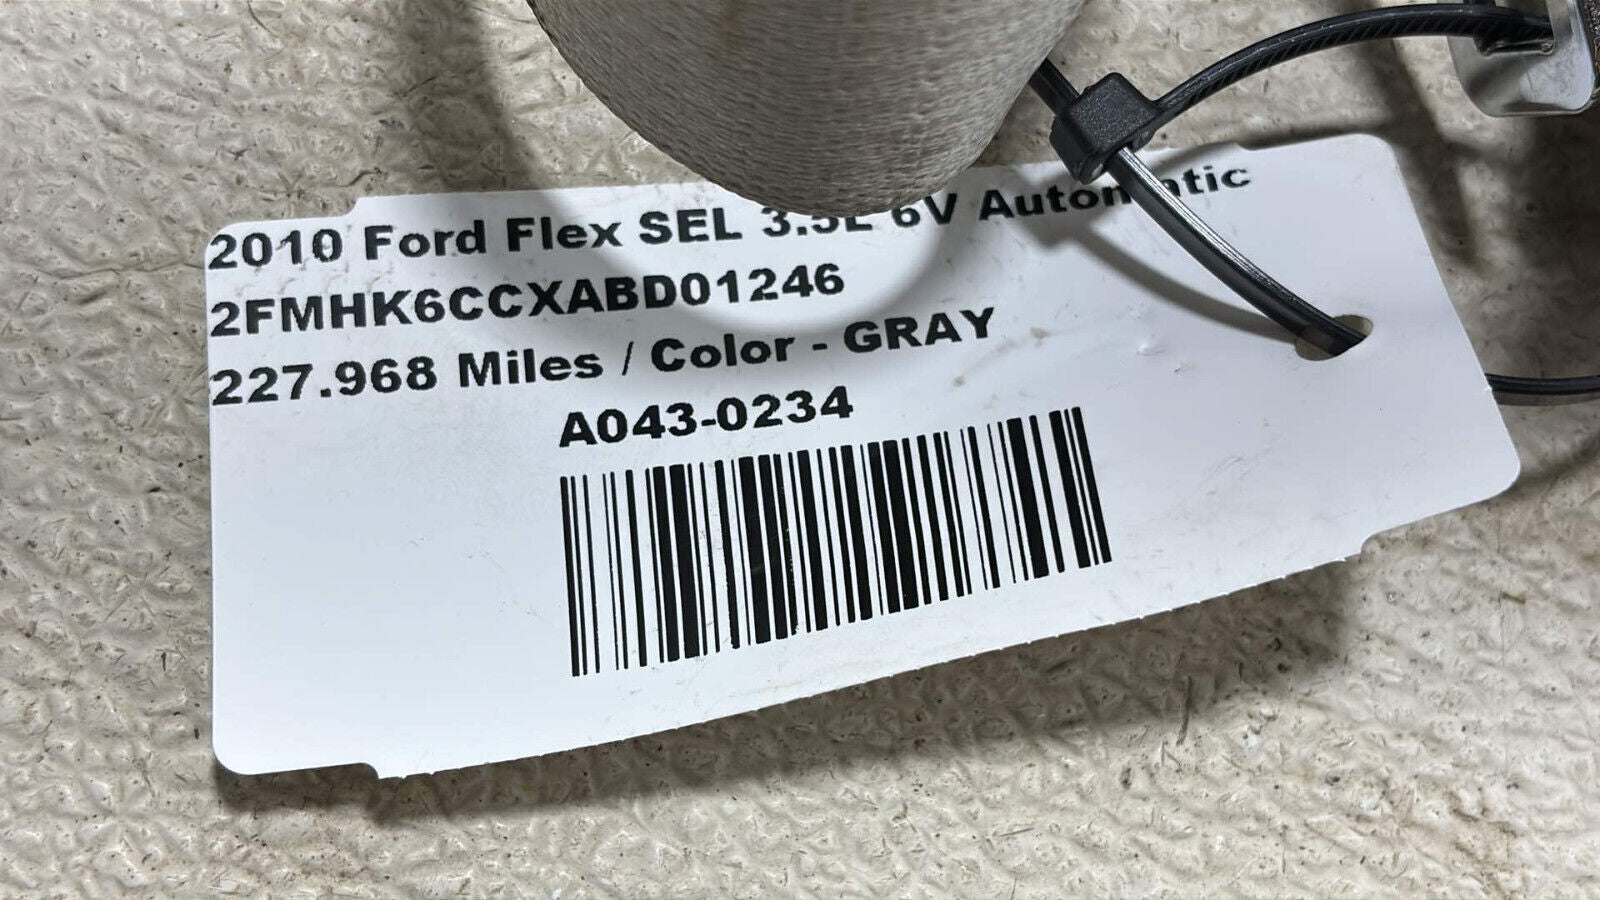 2010 Ford Flex SEL 3.5L 6V Automatic
2FMHK6CCXABD01246
227.968 Miles / Color - GRAY
A043-0234